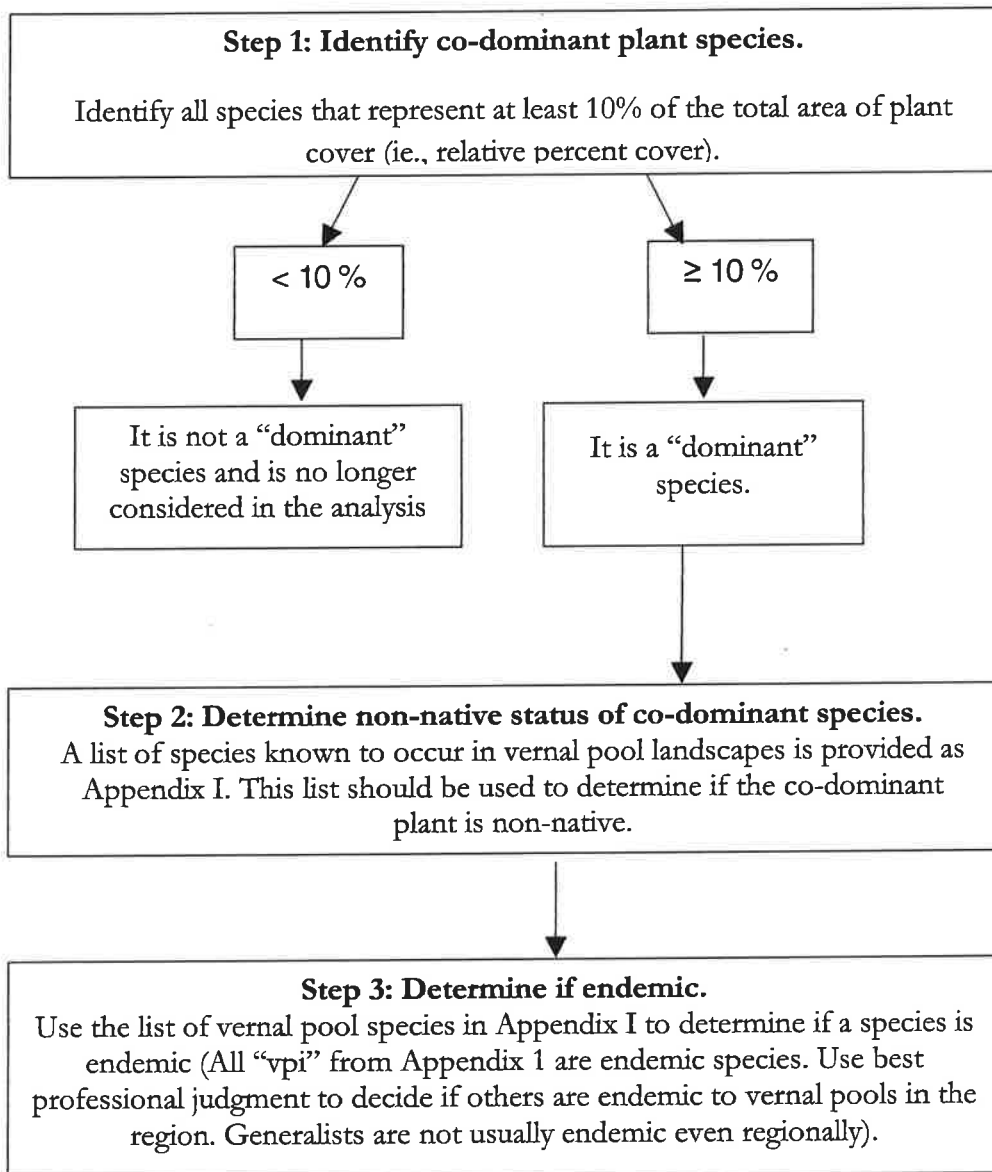 Step 1: Identify co-dominant plant species.
Identify all species that represent at least 10% of the total area of plant
cover (ie., relative percent cover).
< 10 %
≥ 10 %
It is not a “dominant”
species and is no longer
considered in the analysis
It is a “dominant”
species.
Step 2: Determine non-native status of co-dominant species.
A list of species known to occur in vernal pool landscapes is provided as
Appendix I. This list should be used to determine if the co-dominant
plant is non-native.
Step 3: Determine if endemic.
Use the list of vernal pool species in Appendix I to determine if a species is
endemic (All “vpi” from Appendix 1 are endemic species. Use best
professional judgment to decide if others are endemic to vernal pools in the
region. Generalists are not usually endemic even regionally).